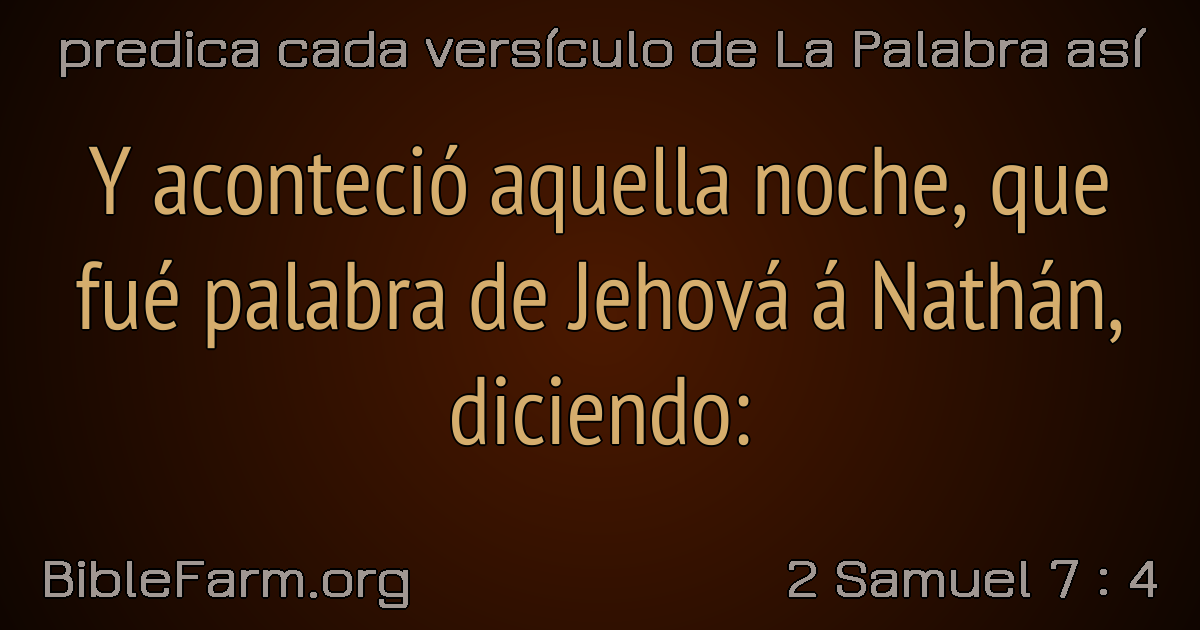 predica cada versículo de La Palabra así
Y aconteció aquella noche, que
fué palabra de Jehová á Nathán,
diciendo:
BibleFarm.org
2 Samuel 7 : 4